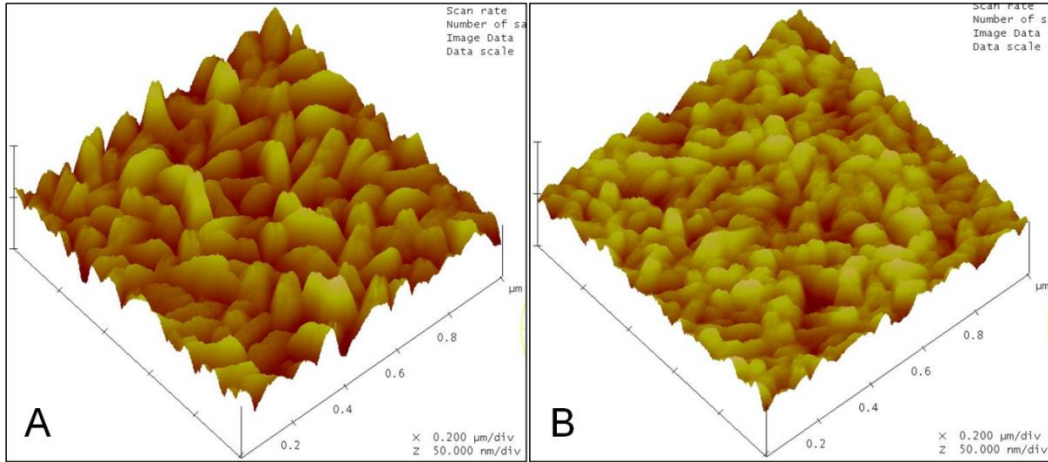 Scan rate
Number of sa
Image Data
Data scale
µm
0.8
0.6
0.4
0.2
X 0.200 µm/div
Z 50.000 nm/div
A
Scan rate
Number of s
Image Data
Data scale
µm
0.8
0.6
0.4
0.2
X 0.200 µm/div
Z 50.000 nm/div
B